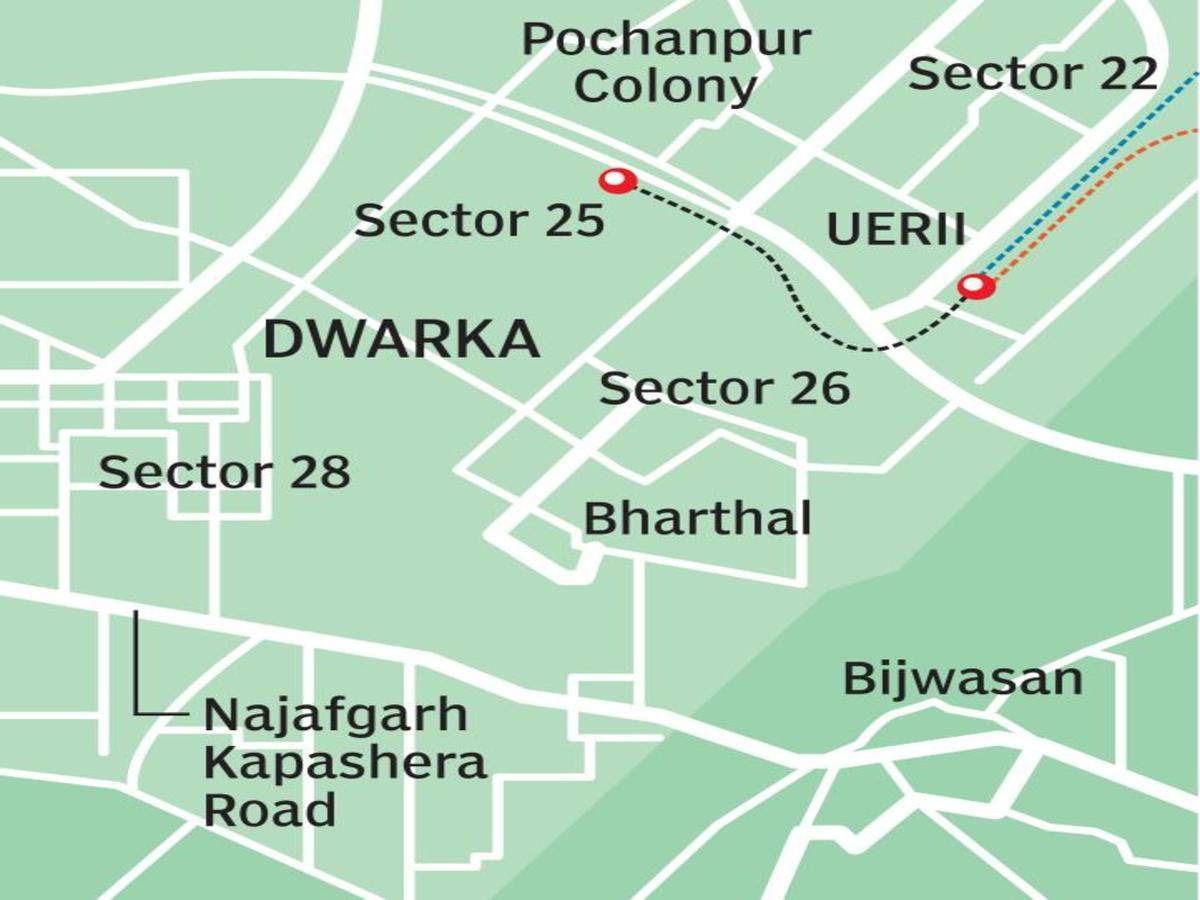 Pochanpur
Colony
Sector 22
Sector 25
UERII
DWARKA
Sector 26
Sector 28
Bharthal
Bijwasan
Najafgarh
Kapashera
Road